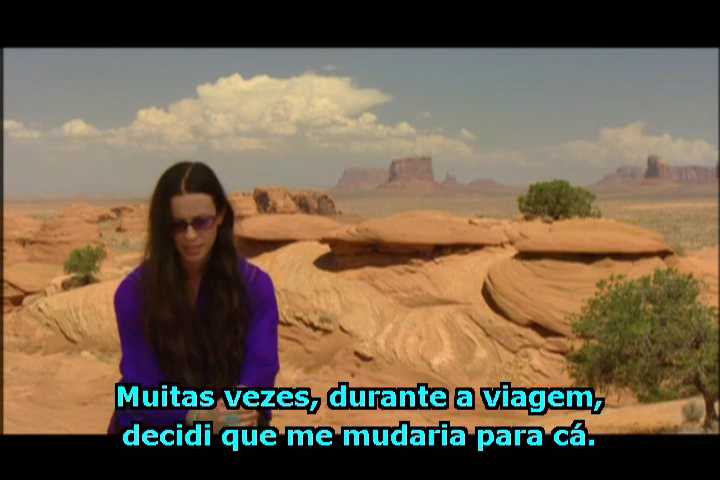 Muitas vezes, durante a viagem,
decidi que me mudaria para cá.